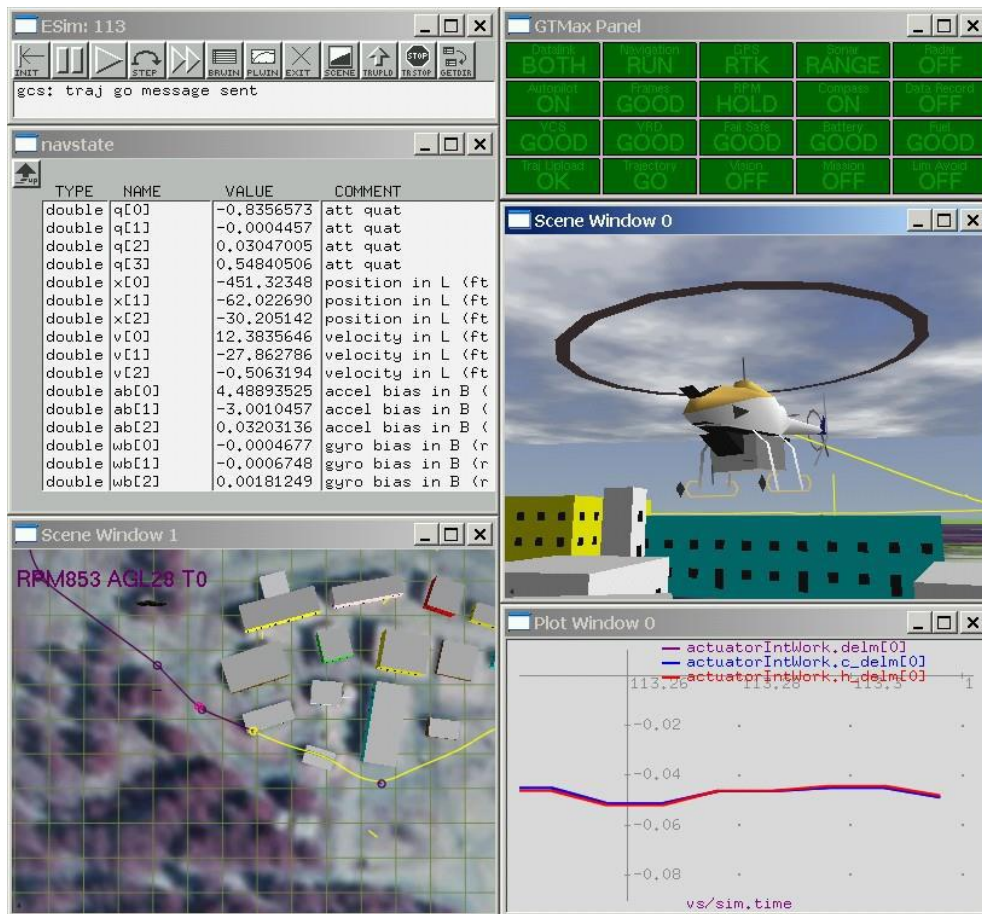 ESim: 113
INIT STEP BRWIN PLWIN EXIT SCENE TRUPLD STOP TRSTOP GETDIR
gcs: traj go message sent
navstate
up
TYPE NAME VALUE COMMENT
double q[0] -0.8356573 att quat
double q[1] -0.0004457 att quat
double q[2] 0.03047005 att quat
double q[3] 0.54840506 att quat
double x[0] -451.32348 position in L (ft
double x[1] -62.022690 position in L (ft
double x[2] -30.205142 position in L (ft
double v[0] 12.3835646 velocity in L (ft
double v[1] -27.862786 velocity in L (ft
double v[2] -0.5063194 velocity in L (ft
double ab[0] 4.48893525 accel bias in B (
double ab[1] -3.0010457 accel bias in B (
double ab[2] 0.03203136 accel bias in B (
double wb[0] -0.0004677 gyro bias in B (r
double wb[1] -0.0006748 gyro bias in B (r
double wb[2] 0.00181249 gyro bias in B (r
Scene Window 1
RPM853 AGL28 T0
GTMax Panel
Datalink Navigation GPS Sonar Radar
BOTH RUN RTK RANGE OFF
Autopilot Frames RPM Compass Data Record
ON GOOD HOLD ON OFF
VCS VRD Fail Safe Battery Fuel
GOOD GOOD GOOD GOOD GOOD
Traj Upload Trajectory Vision Mission Lim Avoid
OK GO OFF OFF OFF
Scene Window 0
Plot Window 0
actuatorIntWork.delm[0]
actuatorIntWork.c_delm[0]
actuatorIntWork.h_delm[0]
113.26 113.28 113.3 1
-0.02
-0.04
-0.06
-0.08
vs/sim.time